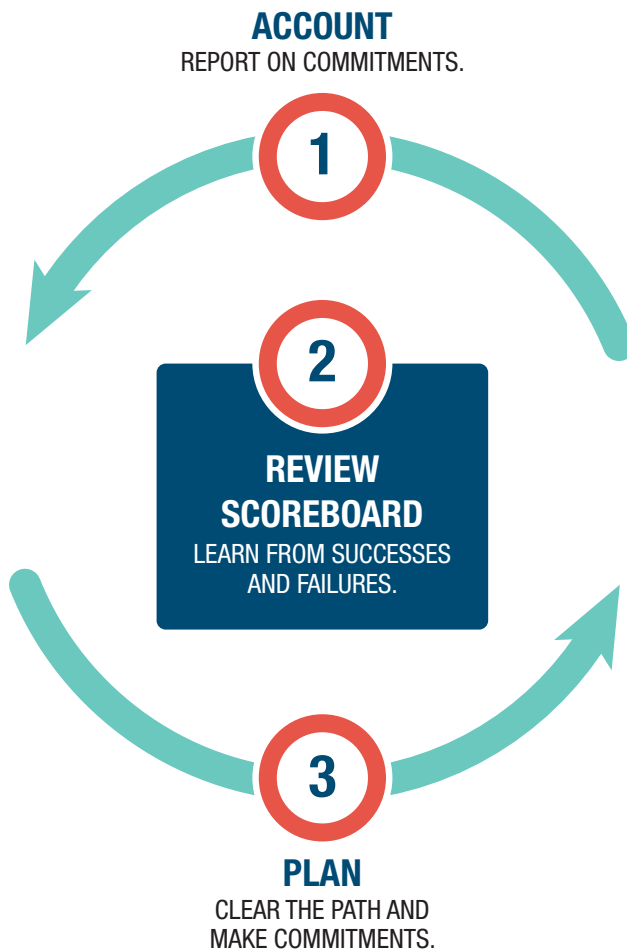 ACCOUNT
REPORT ON COMMITMENTS.
1
2
REVIEW
SCOREBOARD
LEARN FROM SUCCESSES
AND FAILURES.
3
PLAN
CLEAR THE PATH AND
MAKE COMMITMENTS.